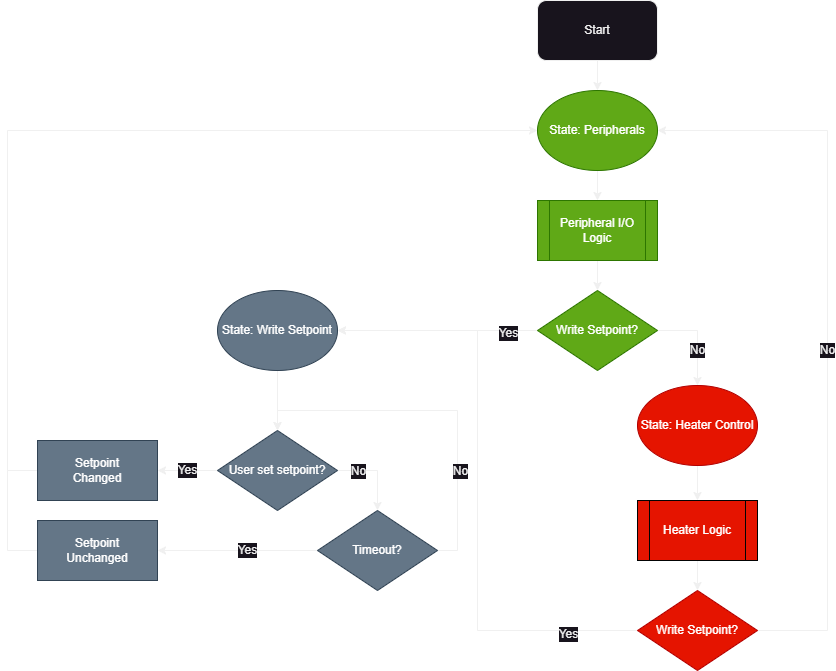 Start
State: Peripherals
Peripheral I/O
Logic
Write Setpoint?
Yes
No
No
State: Write Setpoint
State: Heater Control
User set setpoint?
Yes
No
No
Setpoint
Changed
Heater Logic
Setpoint
Unchanged
Yes
Timeout?
Write Setpoint?
Yes